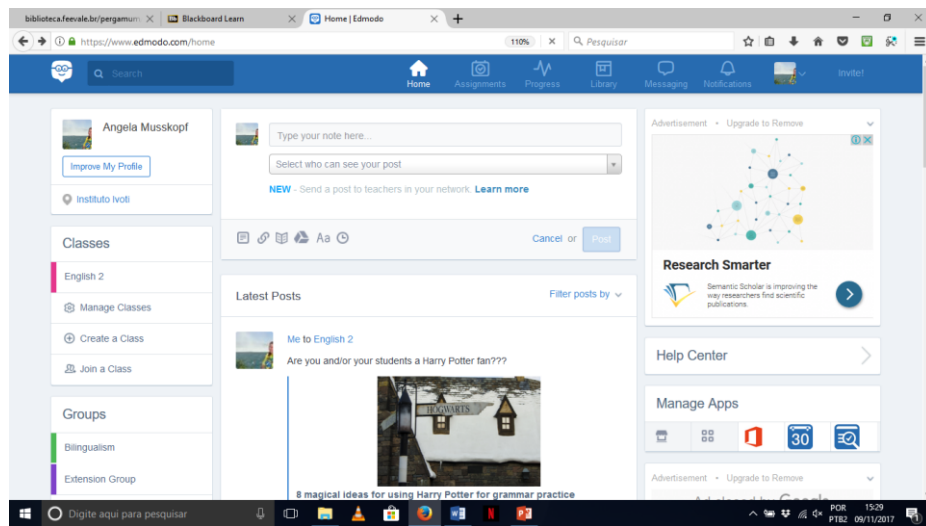 biblioteca.feevale.br/pergamum
Blackboard Learn
Home | Edmodo
https://www.edmodo.com/home
110%
Pesquisar
Search
Home
Assignments
Progress
Library
Messaging
Notifications
Invite!
Angela Musskopf
Improve My Profile
Instituto Ivoti
Classes
English 2
Manage Classes
Create a Class
Join a Class
Groups
Bilingualism
Extension Group
Type your note here...
Select who can see your post
NEW - Send a post to teachers in your network. Learn more
Aa
Cancel or Post
Latest Posts
Filter posts by
Me to English 2
Are you and/or your students a Harry Potter fan???
HOGWARTS
8 magical ideas for using Harry Potter for grammar practice
Advertisement • Upgrade to Remove
Research Smarter
Semantic Scholar is improving the
way researchers find scientific
publications.
Help Center
Manage Apps
30
Advertisement • Upgrade to Remove
Digite aqui para pesquisar
POR 15:29
PTB2 09/11/2017